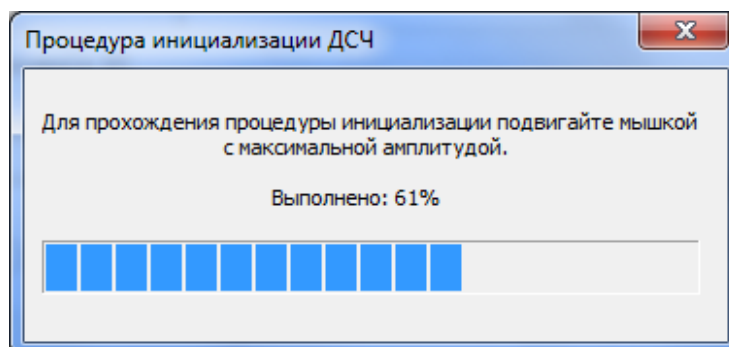 Процедура инициализации ДСЧ
Для прохождения процедуры инициализации подвигайте мышкой
с максимальной амплитудой.
Выполнено: 61%